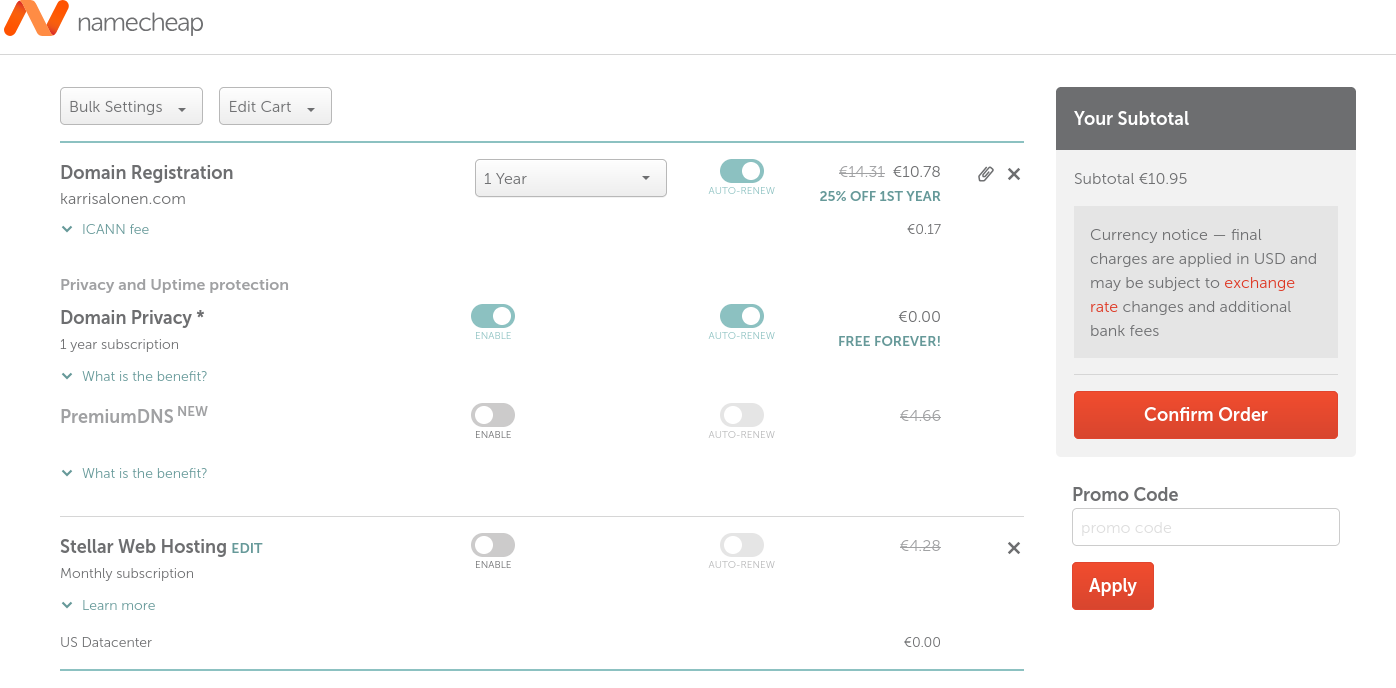 namecheap
Bulk Settings
Edit Cart
Domain Registration
karrisalonen.com
1 Year
AUTO-RENEW
€14.31 €10.78
25% OFF 1ST YEAR
ICANN fee
€0.17
Privacy and Uptime protection
Domain Privacy *
1 year subscription
ENABLE
AUTO-RENEW
€0.00
FREE FOREVER!
What is the benefit?
PremiumDNS NEW
ENABLE
AUTO-RENEW
€4.66
What is the benefit?
Stellar Web Hosting EDIT
Monthly subscription
ENABLE
AUTO-RENEW
€4.28
Learn more
US Datacenter
€0.00
Your Subtotal
Subtotal €10.95
Currency notice — final
charges are applied in USD and
may be subject to exchange
rate changes and additional
bank fees
Confirm Order
Promo Code
promo code
Apply